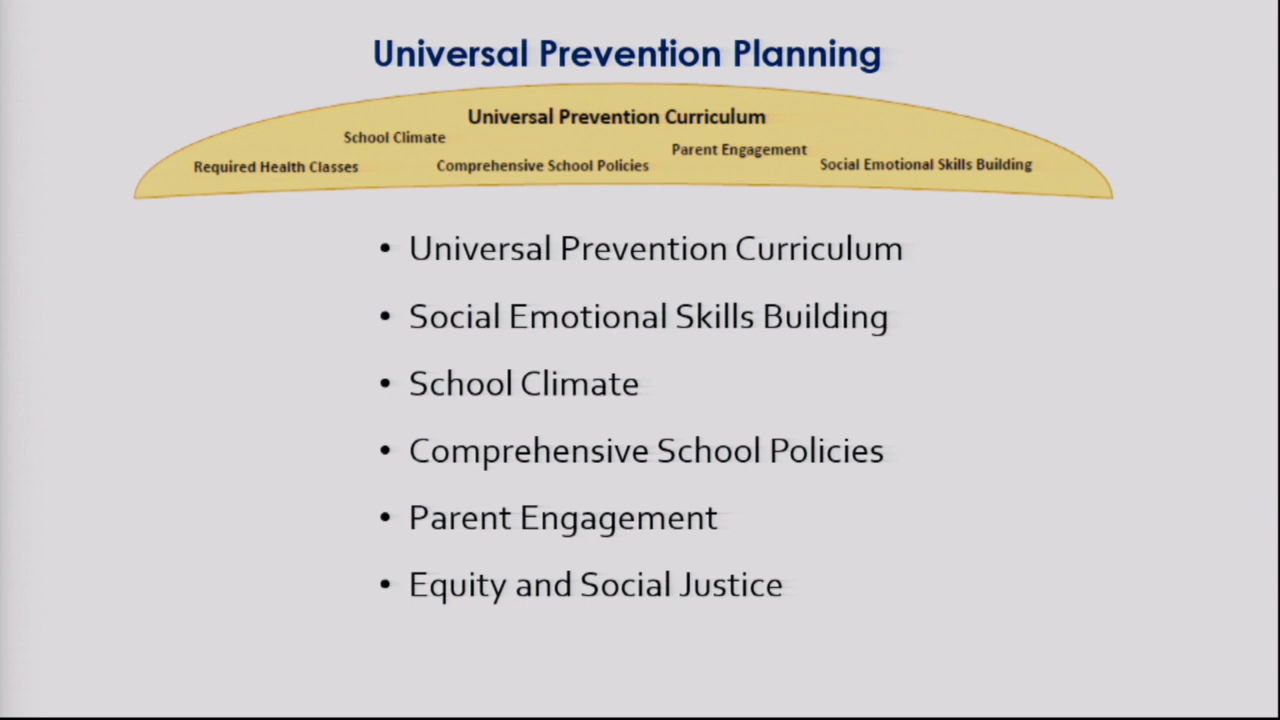 Universal Prevention Planning
Universal Prevention Curriculum
School Climate
Parent Engagement
Required Health Classes
Comprehensive School Policies
Social Emotional Skills Building
• Universal Prevention Curriculum
• Social Emotional Skills Building
• School Climate
• Comprehensive School Policies
• Parent Engagement
• Equity and Social Justice